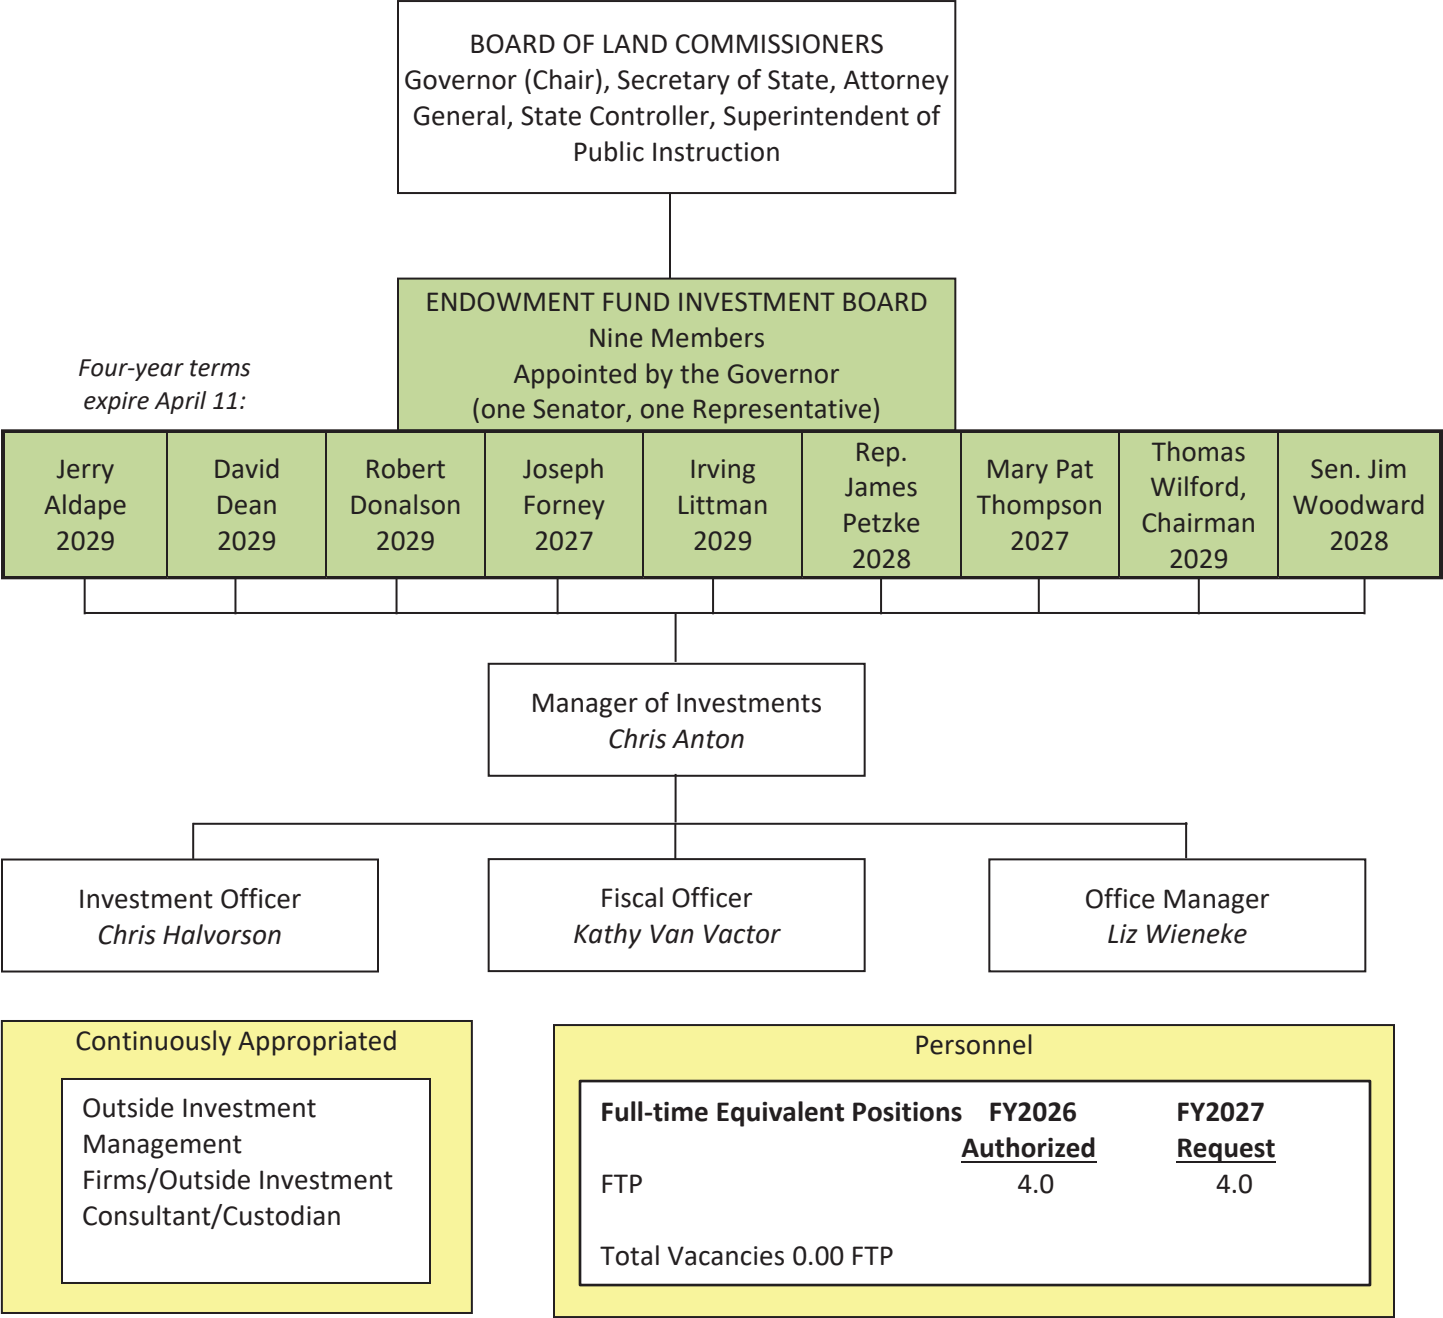 BOARD OF LAND COMMISSIONERS
Governor (Chair), Secretary of State, Attorney
General, State Controller, Superintendent of
Public Instruction
ENDOWMENT FUND INVESTMENT BOARD
Nine Members
Appointed by the Governor
(one Senator, one Representative)
Four-year terms
expire April 11:
Jerry
Aldape
2029
David
Dean
2029
Robert
Donalson
2029
Joseph
Forney
2027
Irving
Littman
2029
Rep.
James
Petzke
2028
Mary Pat
Thompson
2027
Thomas
Wilford,
Chairman
2029
Sen. Jim
Woodward
2028
Manager of Investments
Chris Anton
Investment Officer
Chris Halvorson
Fiscal Officer
Kathy Van Vactor
Office Manager
Liz Wieneke
Continuously Appropriated
Outside Investment
Management
Firms/Outside Investment
Consultant/Custodian
Personnel
Full-time Equivalent Positions FY2026 FY2027
Authorized Request
FTP 4.0 4.0
Total Vacancies 0.00 FTP